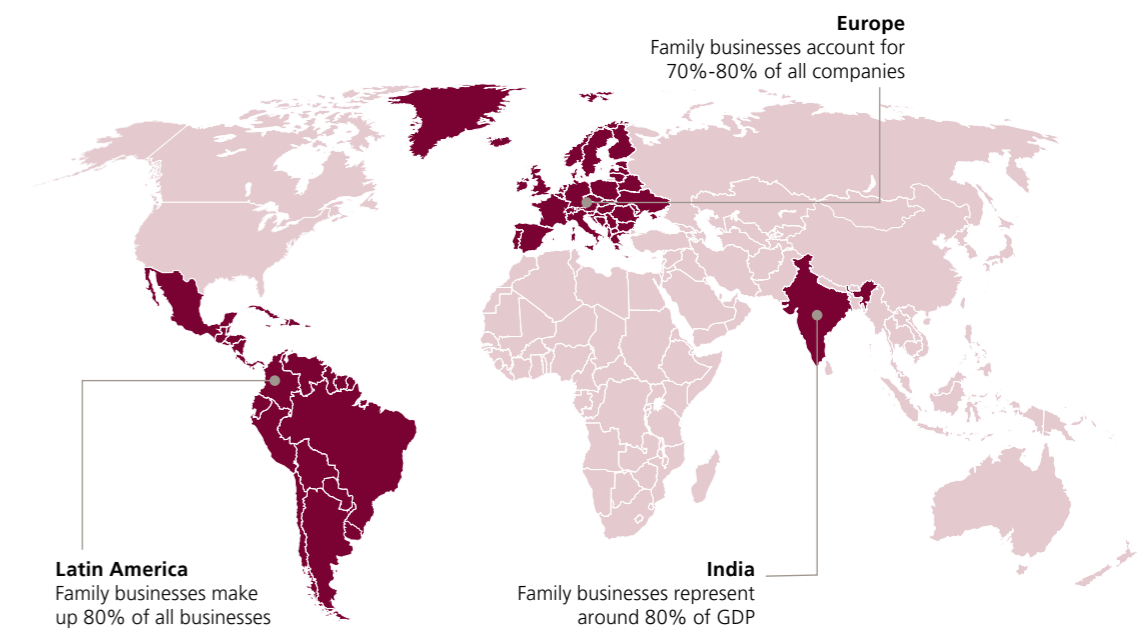 Europe
Family businesses account for
70%-80% of all companies
Latin America
Family businesses make
up 80% of all businesses
India
Family businesses represent
around 80% of GDP